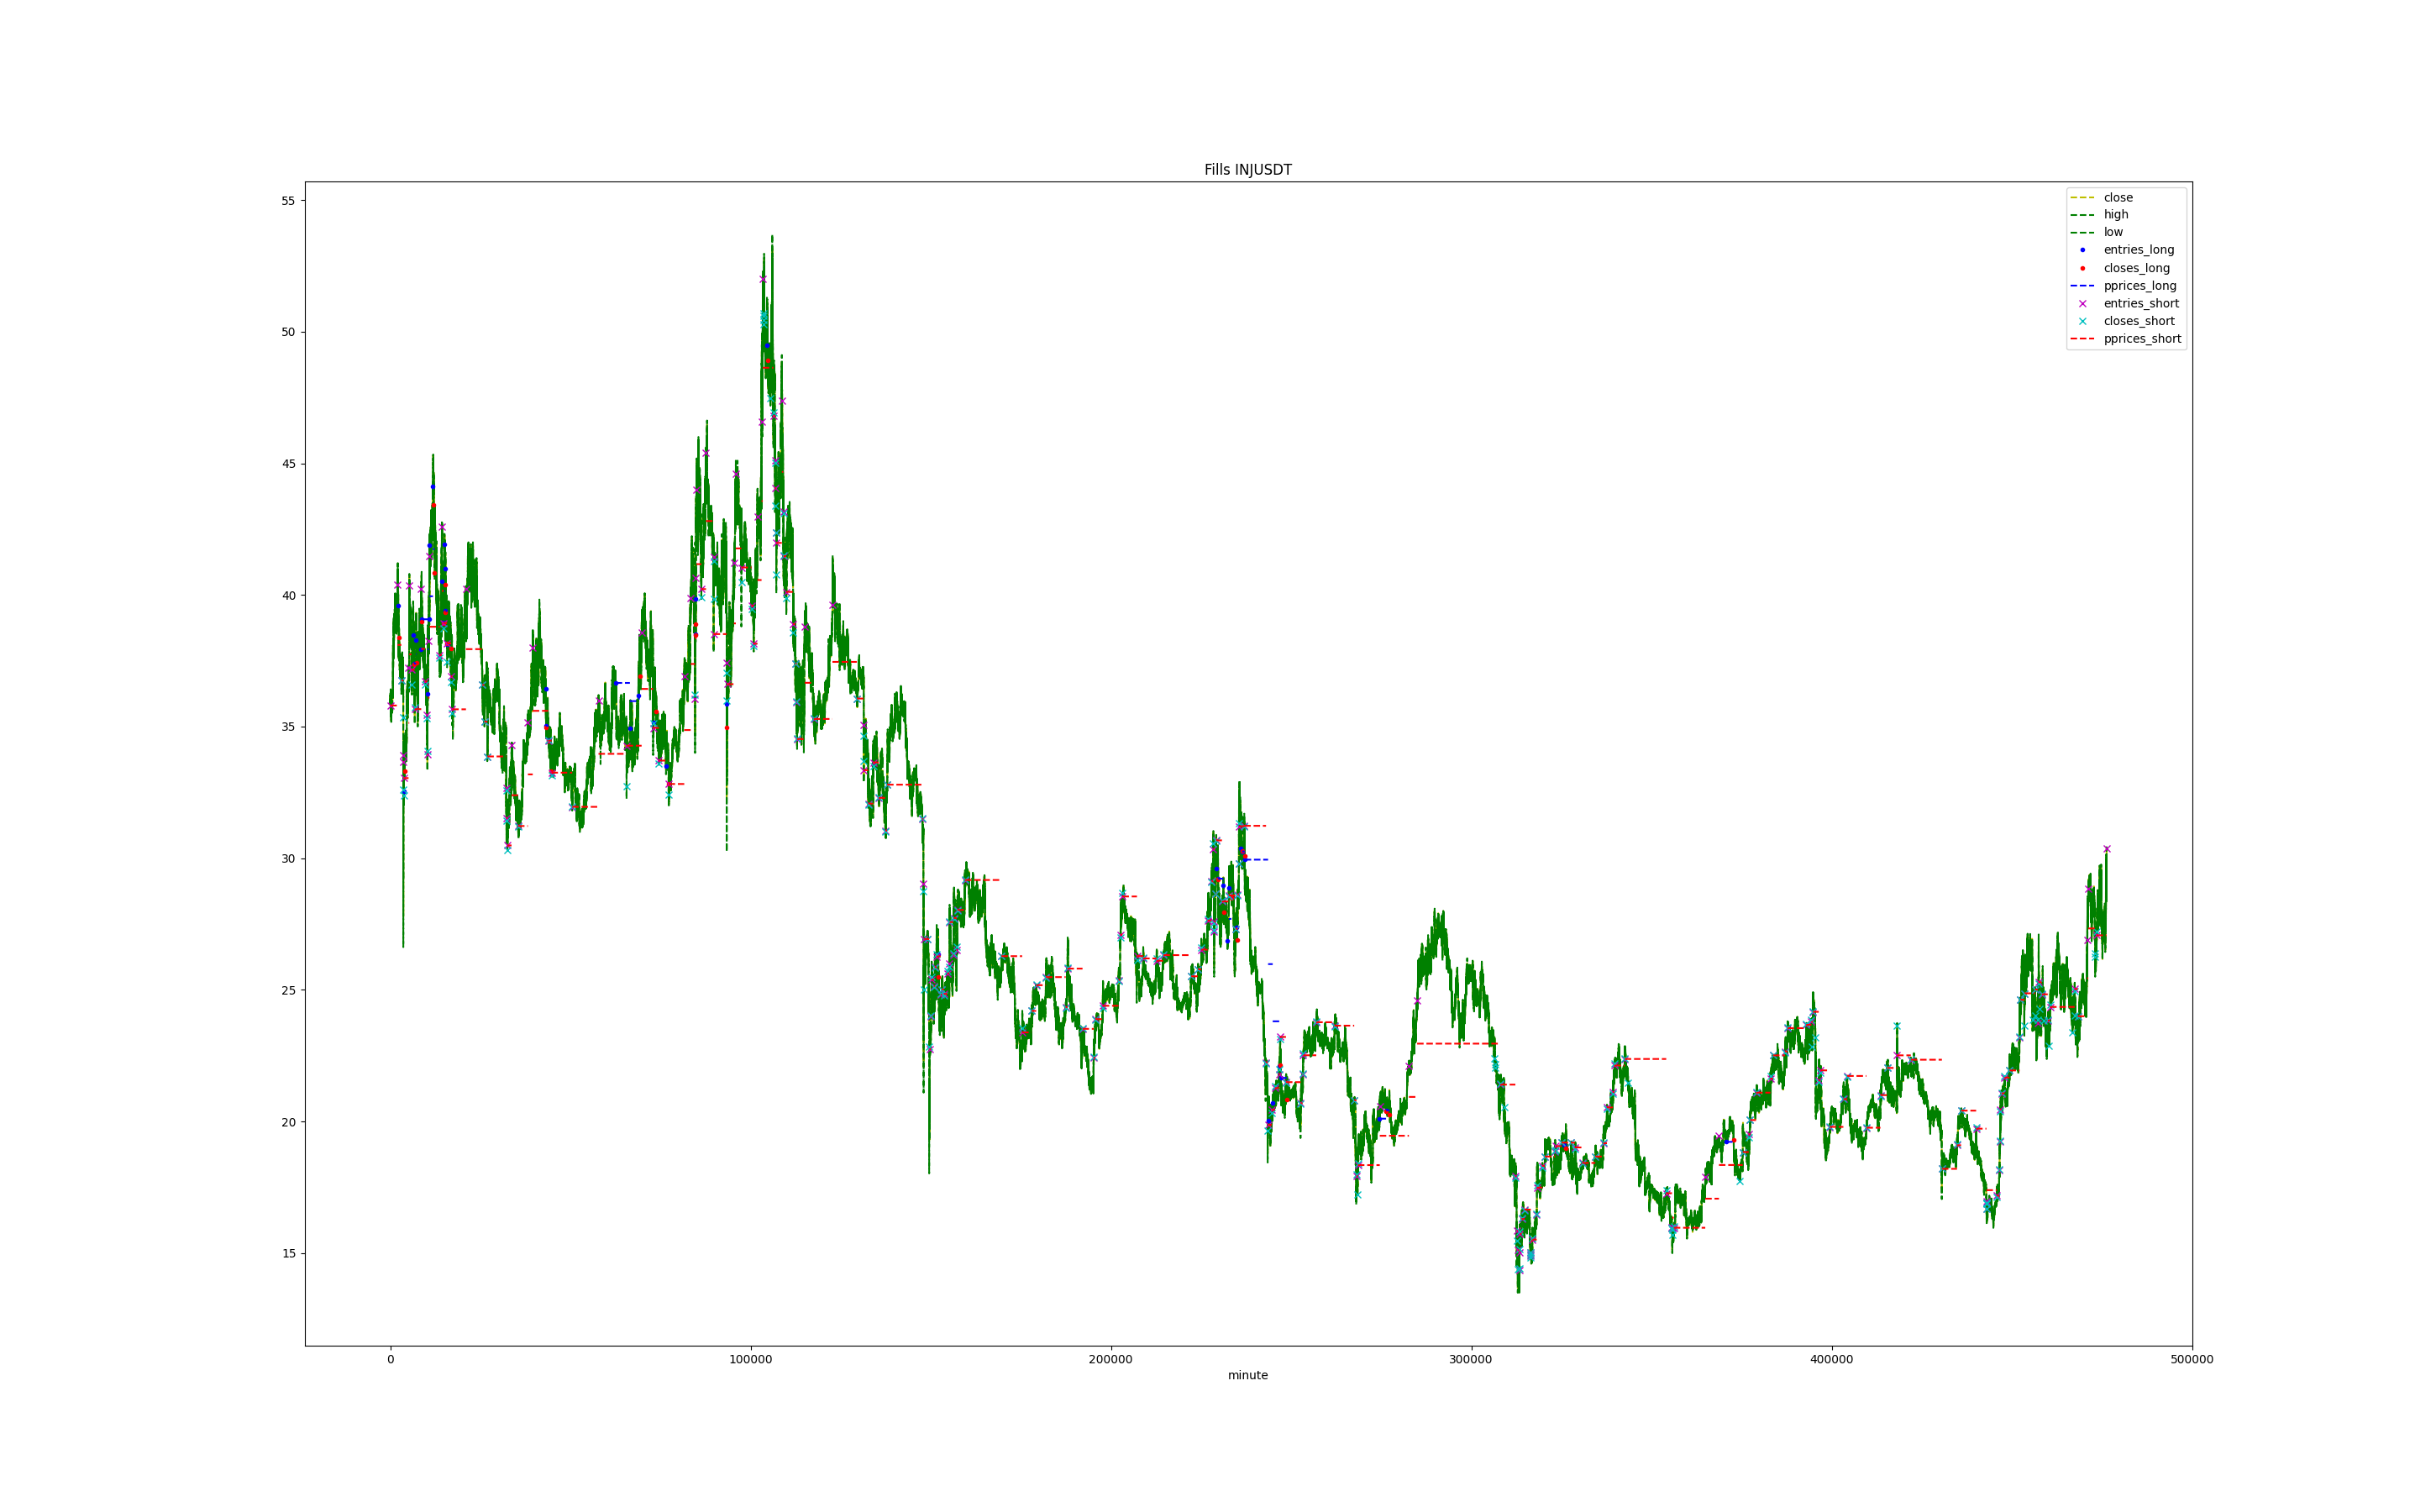 Fills INJUSDT
55
50
45
40
35
30
25
20
15
close
high
low
entries_long
closes_long
pprices_long
entries_short
closes_short
pprices_short
0
100000
200000
300000
400000
500000
minute